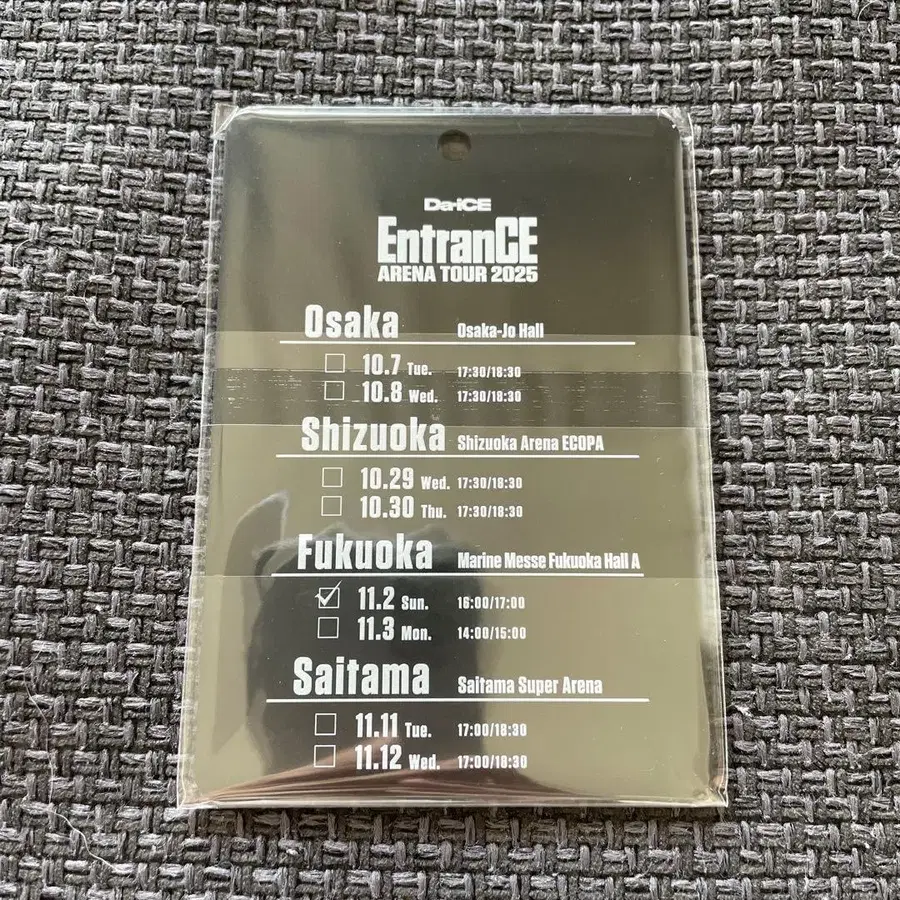 Da-iCE
EntranCE
ARENA TOUR 2025
Osaka Osaka-Jo Hall
☐ 10.7 Tue. 17:30/18:30
☐ 10.8 Wed. 17:30/18:30
Shizuoka Shizuoka Arena ECOPA
☐ 10.29 Wed. 17:30/18:30
☐ 10.30 Thu. 17:30/18:30
Fukuoka Marine Messe Fukuoka Hall A
☑ 11.2 Sun. 16:00/17:00
☐ 11.3 Mon. 14:00/15:00
Saitama Saitama Super Arena
☐ 11.11 Tue. 17:00/18:30
☐ 11.12 Wed. 17:00/18:30